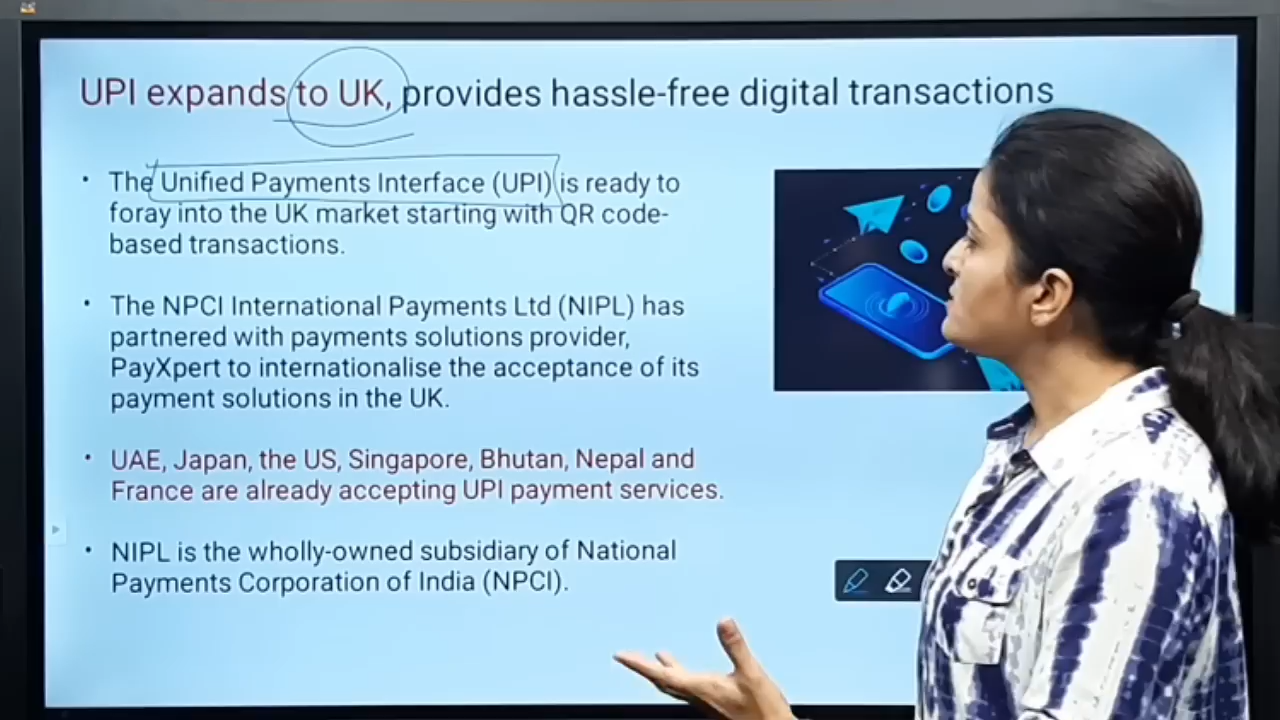 UPI expands to UK, provides hassle-free digital transactions
• The Unified Payments Interface (UPI) is ready to
foray into the UK market starting with QR code-
based transactions.
• The NPCI International Payments Ltd (NIPL) has
partnered with payments solutions provider,
PayXpert to internationalise the acceptance of its
payment solutions in the UK.
• UAE, Japan, the US, Singapore, Bhutan, Nepal and
France are already accepting UPI payment services.
• NIPL is the wholly-owned subsidiary of National
Payments Corporation of India (NPCI).